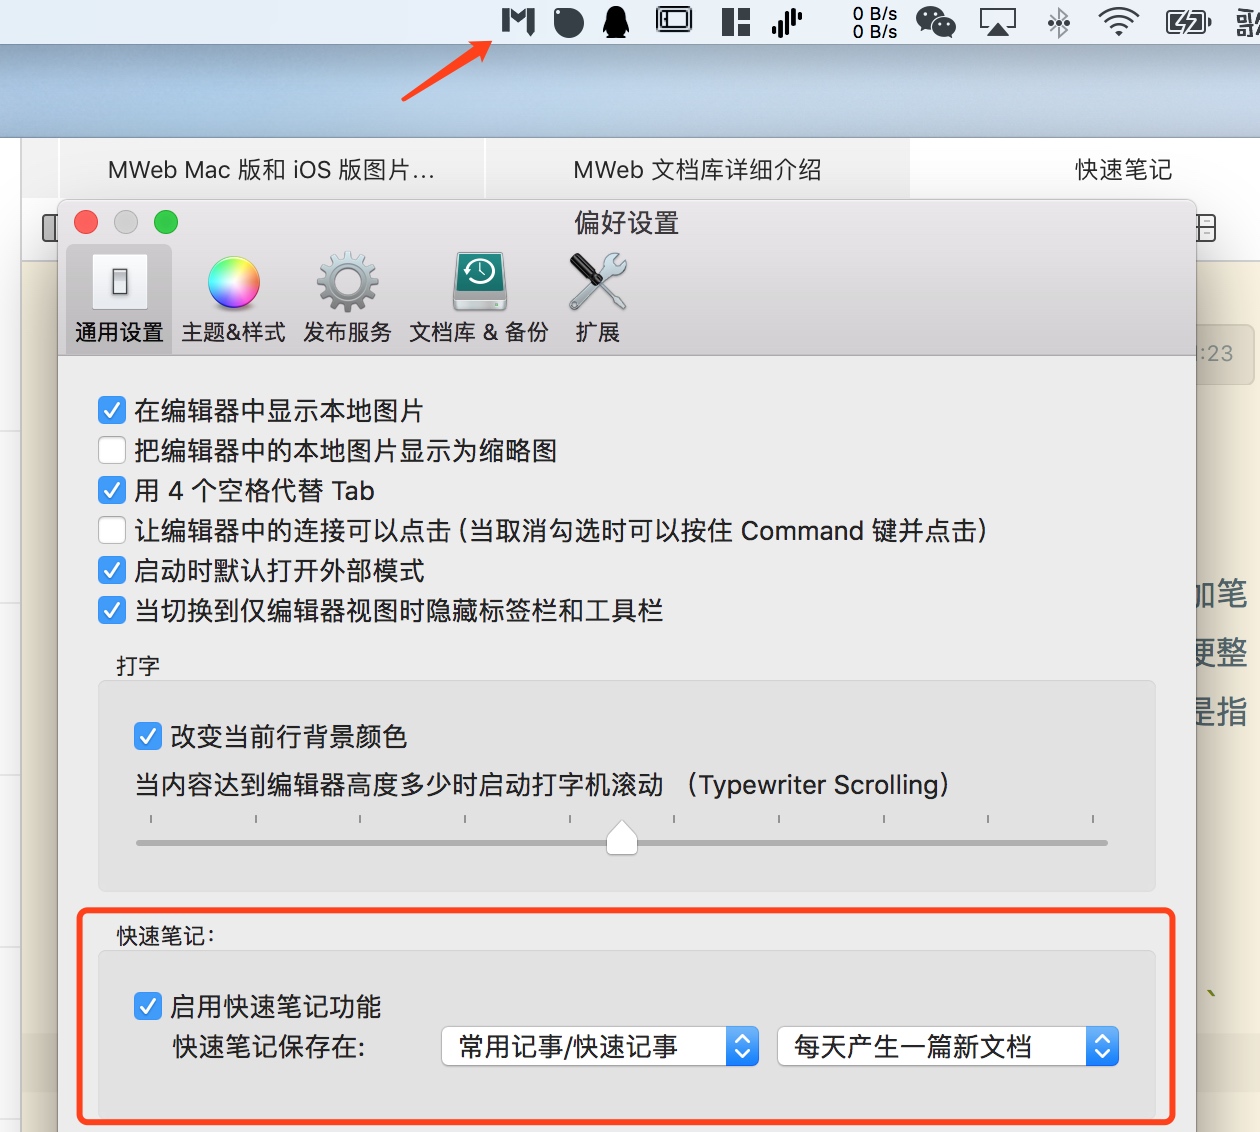 0 B/s
0 B/s
MWeb Mac 版和 iOS 版图片...
MWeb 文档库详细介绍
快速笔记
偏好设置
通用设置
主题&样式
发布服务
文档库 & 备份
扩展
:23
在编辑器中显示本地图片
把编辑器中的本地图片显示为缩略图
用 4 个空格代替 Tab
让编辑器中的连接可以点击 (当取消勾选时可以按住 Command 键并点击)
启动时默认打开外部模式
当切换到仅编辑器视图时隐藏标签栏和工具栏
加笔
便整
是指
打字
改变当前行背景颜色
当内容达到编辑器高度多少时启动打字机滚动 （Typewriter Scrolling）
快速笔记：
启用快速笔记功能
、
快速笔记保存在:
常用记事/快速记事
每天产生一篇新文档